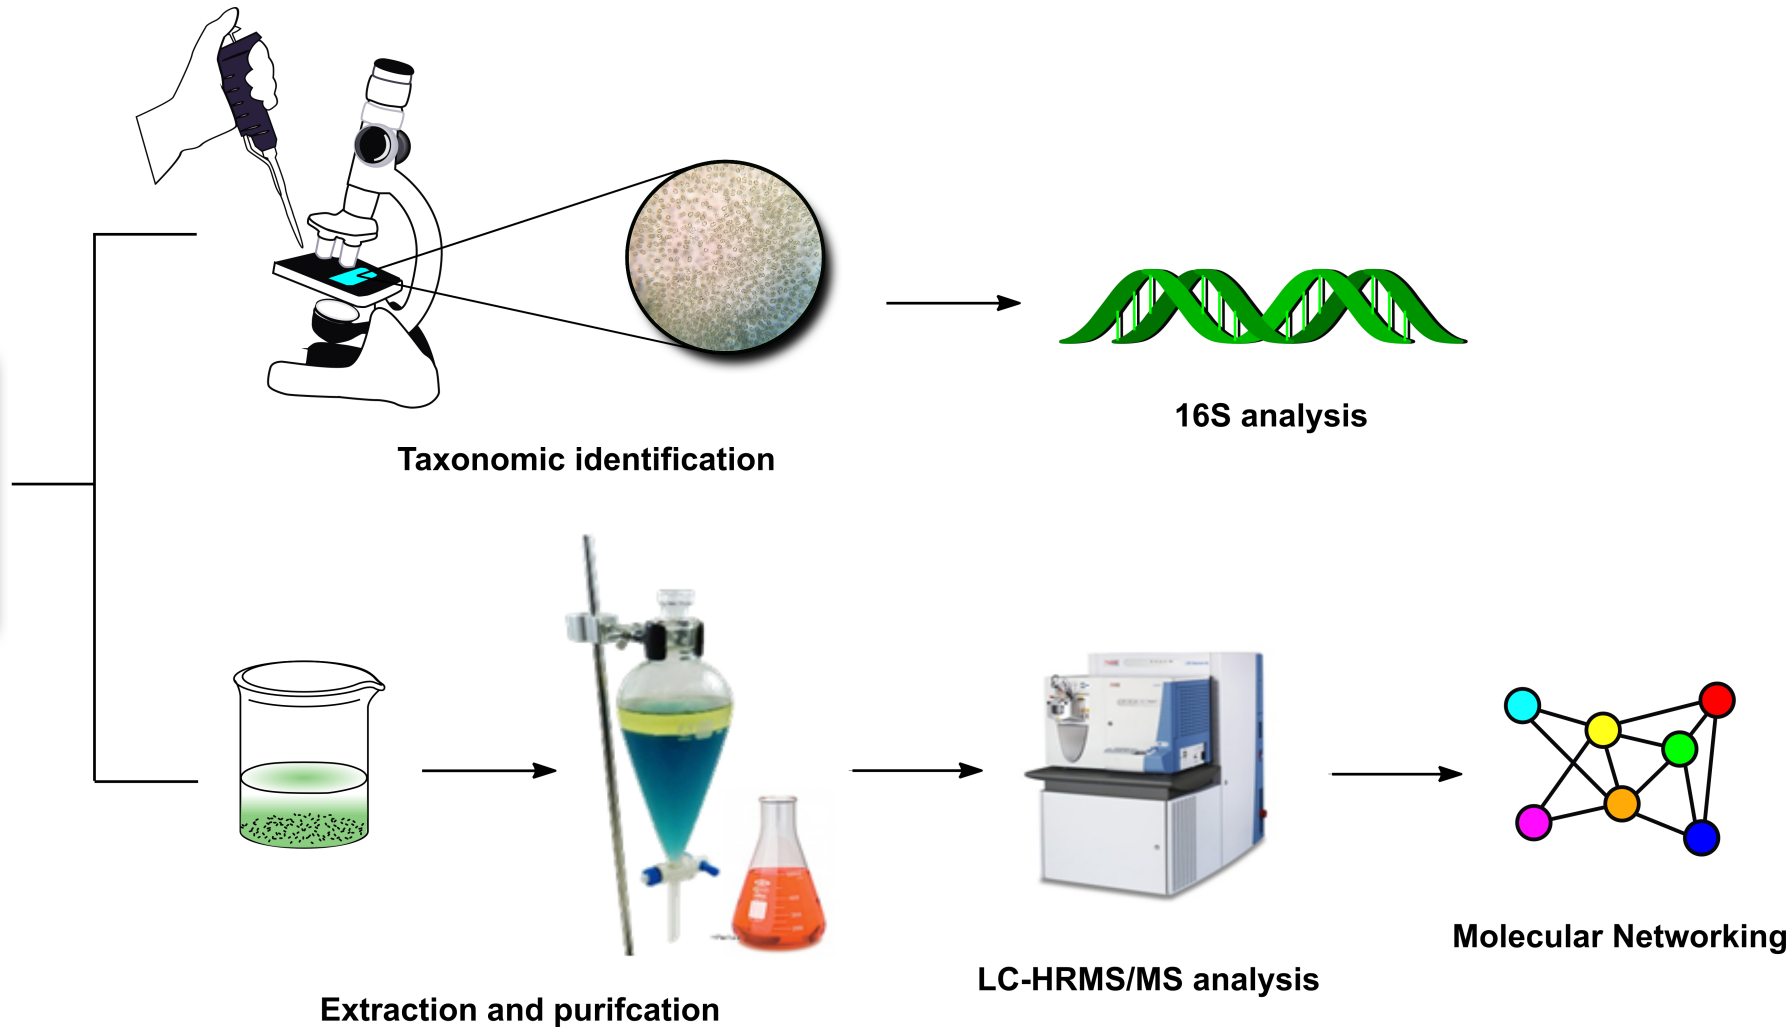 16S analysis
Taxonomic identification
Molecular Networking
LC-HRMS/MS analysis
Extraction and purifcation